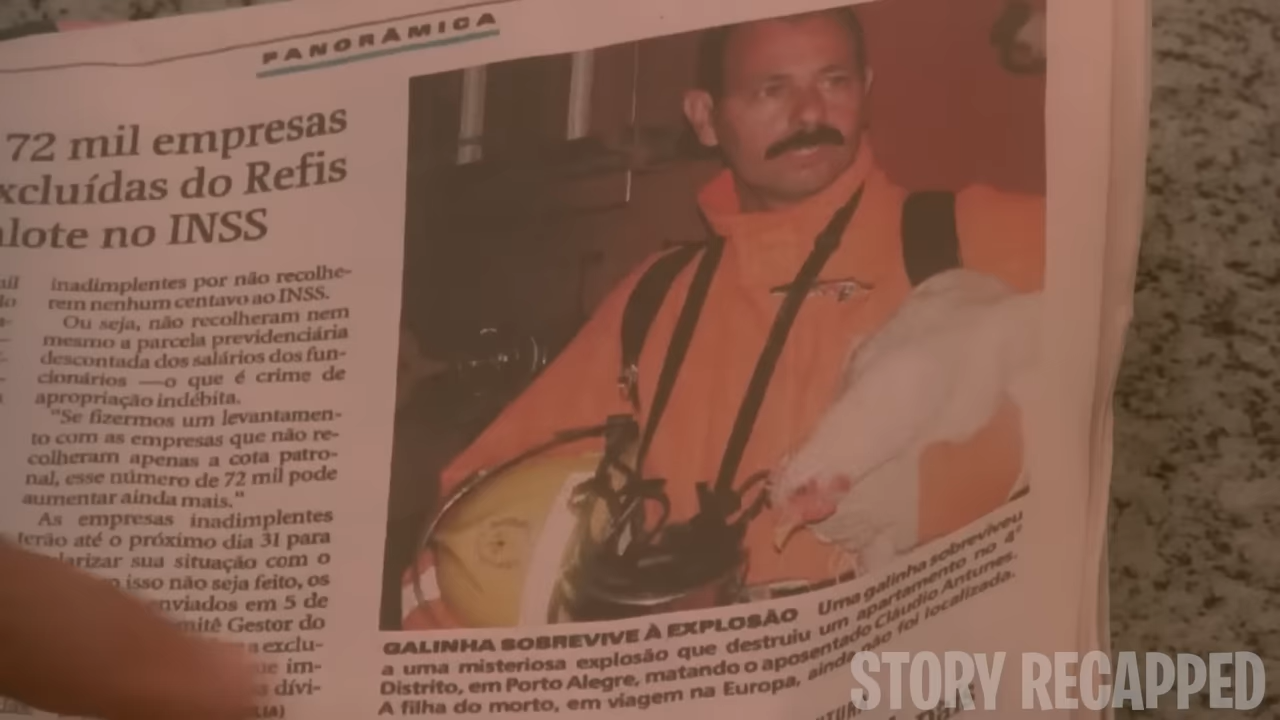 PANORÂMICA
72 mil empresas
xcluídas do Refis
alote no INSS
inadimplentes por não recolhe-
rem nenhum centavo ao INSS.
Ou seja, não recolheram nem
mesmo a parcela previdenciária
descontada dos salários dos fun-
cionários —o que é crime de
apropriação indébita.
"Se fizermos um levantamen-
to com as empresas que não re-
colheram apenas a cota patro-
nal, esse número de 72 mil pode
aumentar ainda mais."
As empresas inadimplentes
terão até o próximo dia 31 para
larizar sua situação com o
isso não seja feito, os
enviados em 5 de
mitê Gestor do
a exclu-
ue im-
a dívi-
GALINHA SOBREVIVE À EXPLOSÃO Uma galinha sobreviveu
a uma misteriosa explosão que destruiu um apartamento no 4º
Distrito, em Porto Alegre, matando o aposentado Cláudio Antunes.
A filha do morto, em viagem na Europa, ainda não foi localizada.
STORY RECAPPED